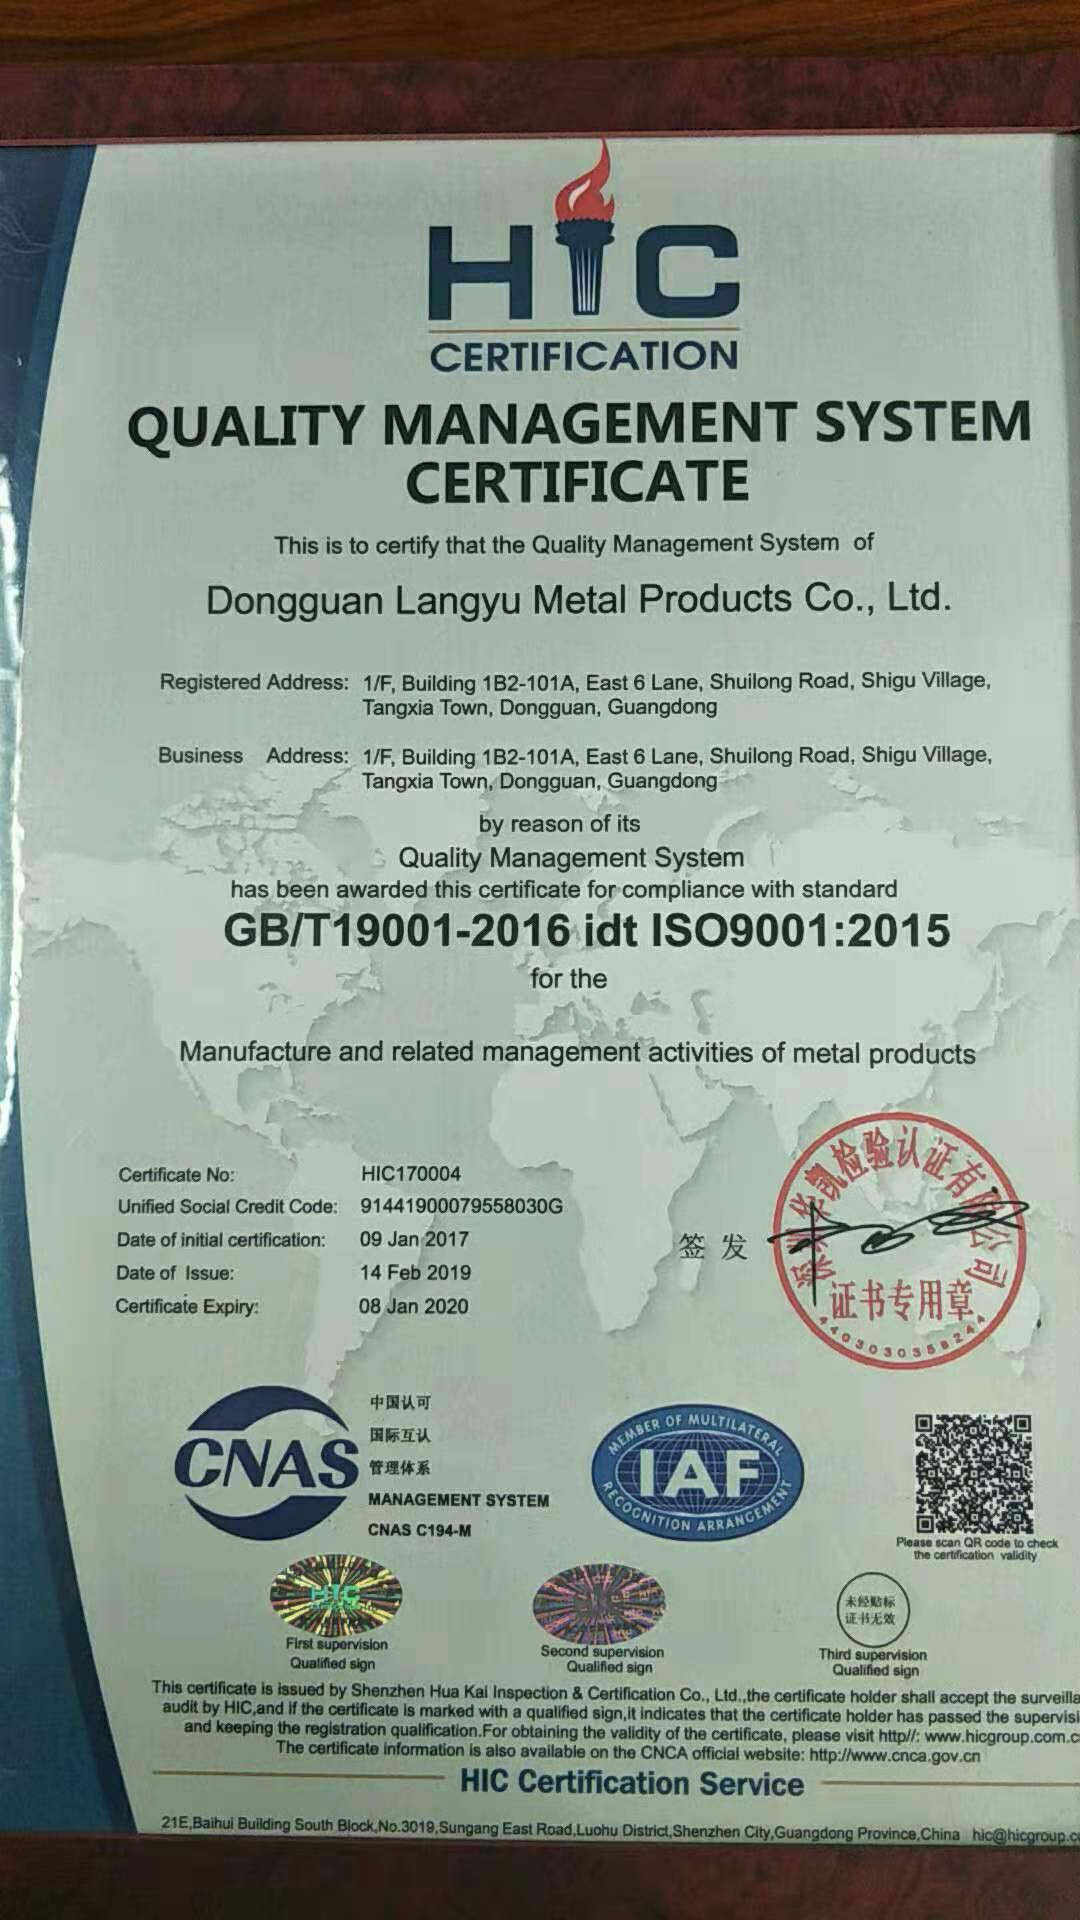 HIC
CERTIFICATION
QUALITY MANAGEMENT SYSTEM
CERTIFICATE
This is to certify that the Quality Management System of
Dongguan Langyu Metal Products Co., Ltd.
Registered Address: 1/F, Building 1B2-101A, East 6 Lane, Shuilong Road, Shigu Village,
Tangxia Town, Dongguan, Guangdong
Business Address: 1/F, Building 1B2-101A, East 6 Lane, Shuilong Road, Shigu Village,
Tangxia Town, Dongguan, Guangdong
by reason of its
Quality Management System
has been awarded this certificate for compliance with standard
GB/T19001-2016 idt ISO9001:2015
for the
Manufacture and related management activities of metal products
Certificate No: HIC170004
Unified Social Credit Code: 91441900079558030G
Date of initial certification: 09 Jan 2017
Date of Issue: 14 Feb 2019
Certificate Expiry: 08 Jan 2020
签 发
深圳华凯检验认证有限公司
证书专用章
4403030358244
CNAS
中国认可
国际互认
管理体系
MANAGEMENT SYSTEM
CNAS C194-M
MEMBER OF MULTILATERAL
IAF
RECOGNITION ARRANGEMENT
Please scan QR code to check
the certification validity
HIC
First supervision
Qualified sign
Second supervision
Qualified sign
未经贴标
证书无效
Third supervision
Qualified sign
This certificate is issued by Shenzhen Hua Kai Inspection & Certification Co., Ltd.,the certificate holder shall accept the surveilla
audit by HIC,and if the certificate is marked with a qualified sign,it indicates that the certificate holder has passed the supervisi
and keeping the registration qualification.For obtaining the validity of the certificate, please visit http//: www.hicgroup.com.c
The certificate information is also available on the CNCA official website: http://www.cnca.gov.cn
HIC Certification Service
21E,Baihui Building South Block,No.3019,Sungang East Road,Luohu District,Shenzhen City,Guangdong Province,China hic@hicgroup.c